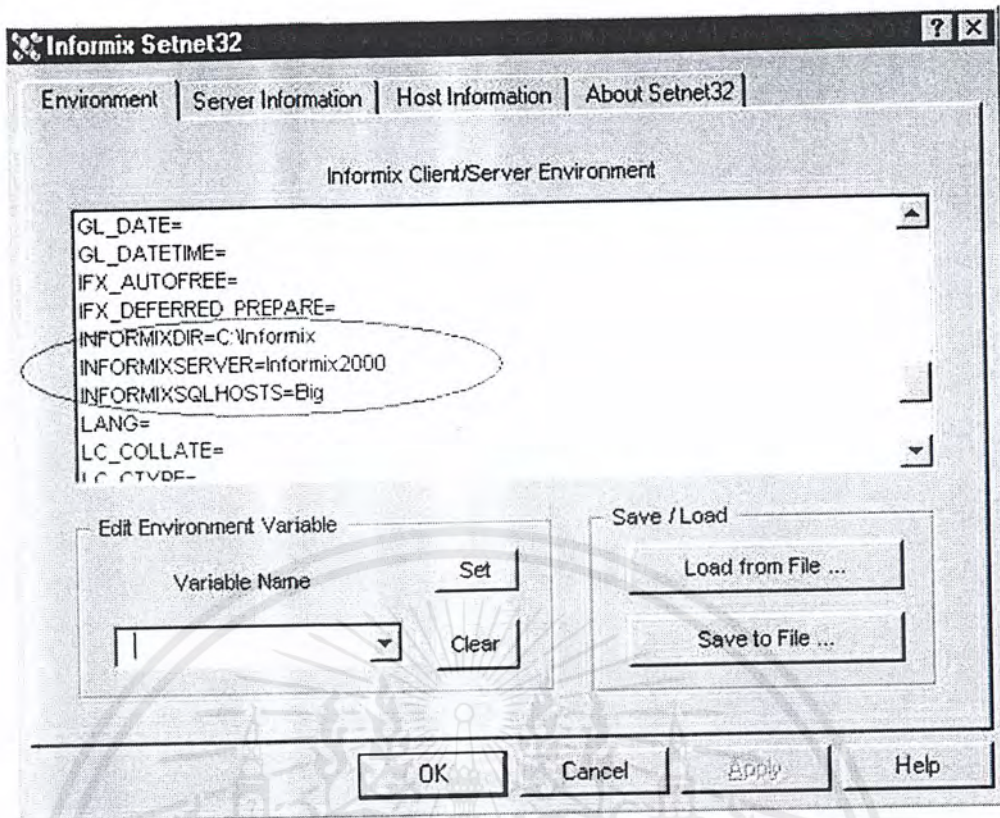 Informix Setnet32
Environment Server Information Host Information About Setnet32
Informix Client/Server Environment
GL_DATE=
GL_DATETIME=
IFX_AUTOFREE=
IFX_DEFERRED_PREPARE=
INFORMIXDIR=C:\Informix
INFORMIXSERVER=Informix2000
INFORMIXSQLHOSTS=Big
LANG=
LC_COLLATE=
LC_CTYPE=
Edit Environment Variable
Save / Load
Variable Name
Set
Load from File ...
Clear
Save to File ...
OK Cancel Apply Help